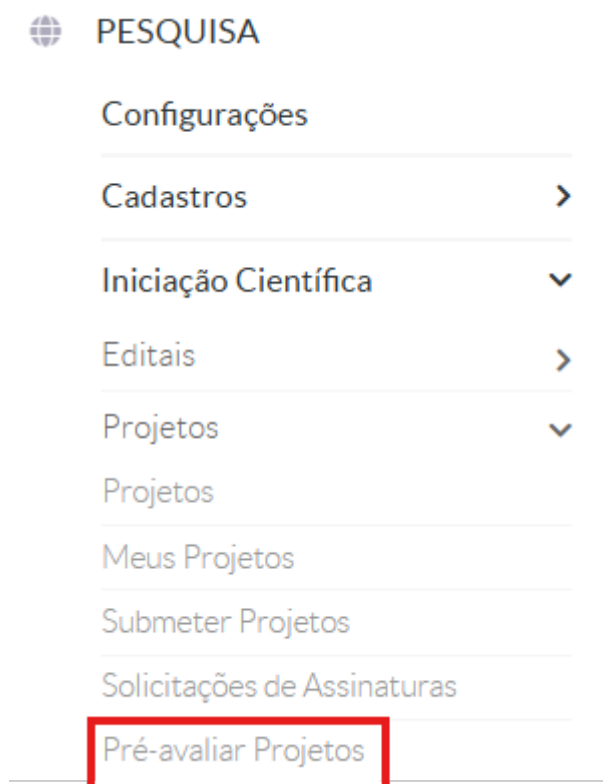 PESQUISA
Configurações
Cadastros
Iniciação Científica
Editais
Projetos
Projetos
Meus Projetos
Submeter Projetos
Solicitações de Assinaturas
Pré-avaliar Projetos